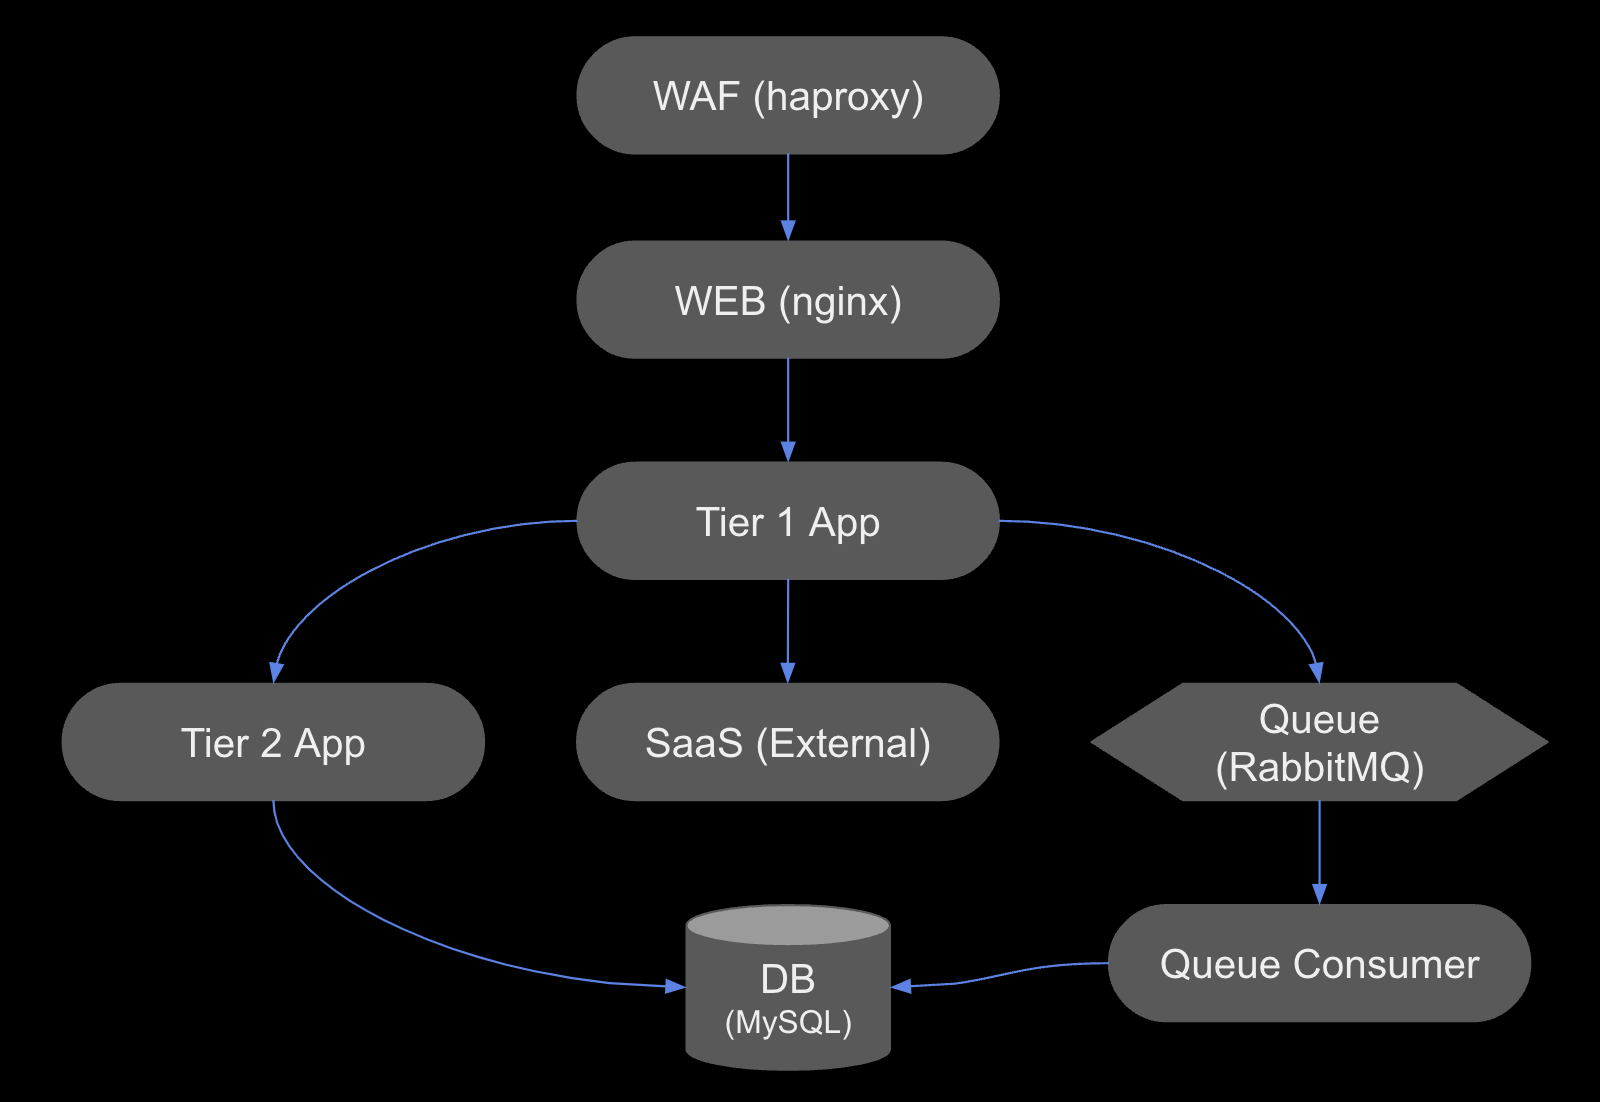 WAF (haproxy)
WEB (nginx)
Tier 1 App
Tier 2 App
SaaS (External)
Queue
(RabbitMQ)
DB
(MySQL)
Queue Consumer